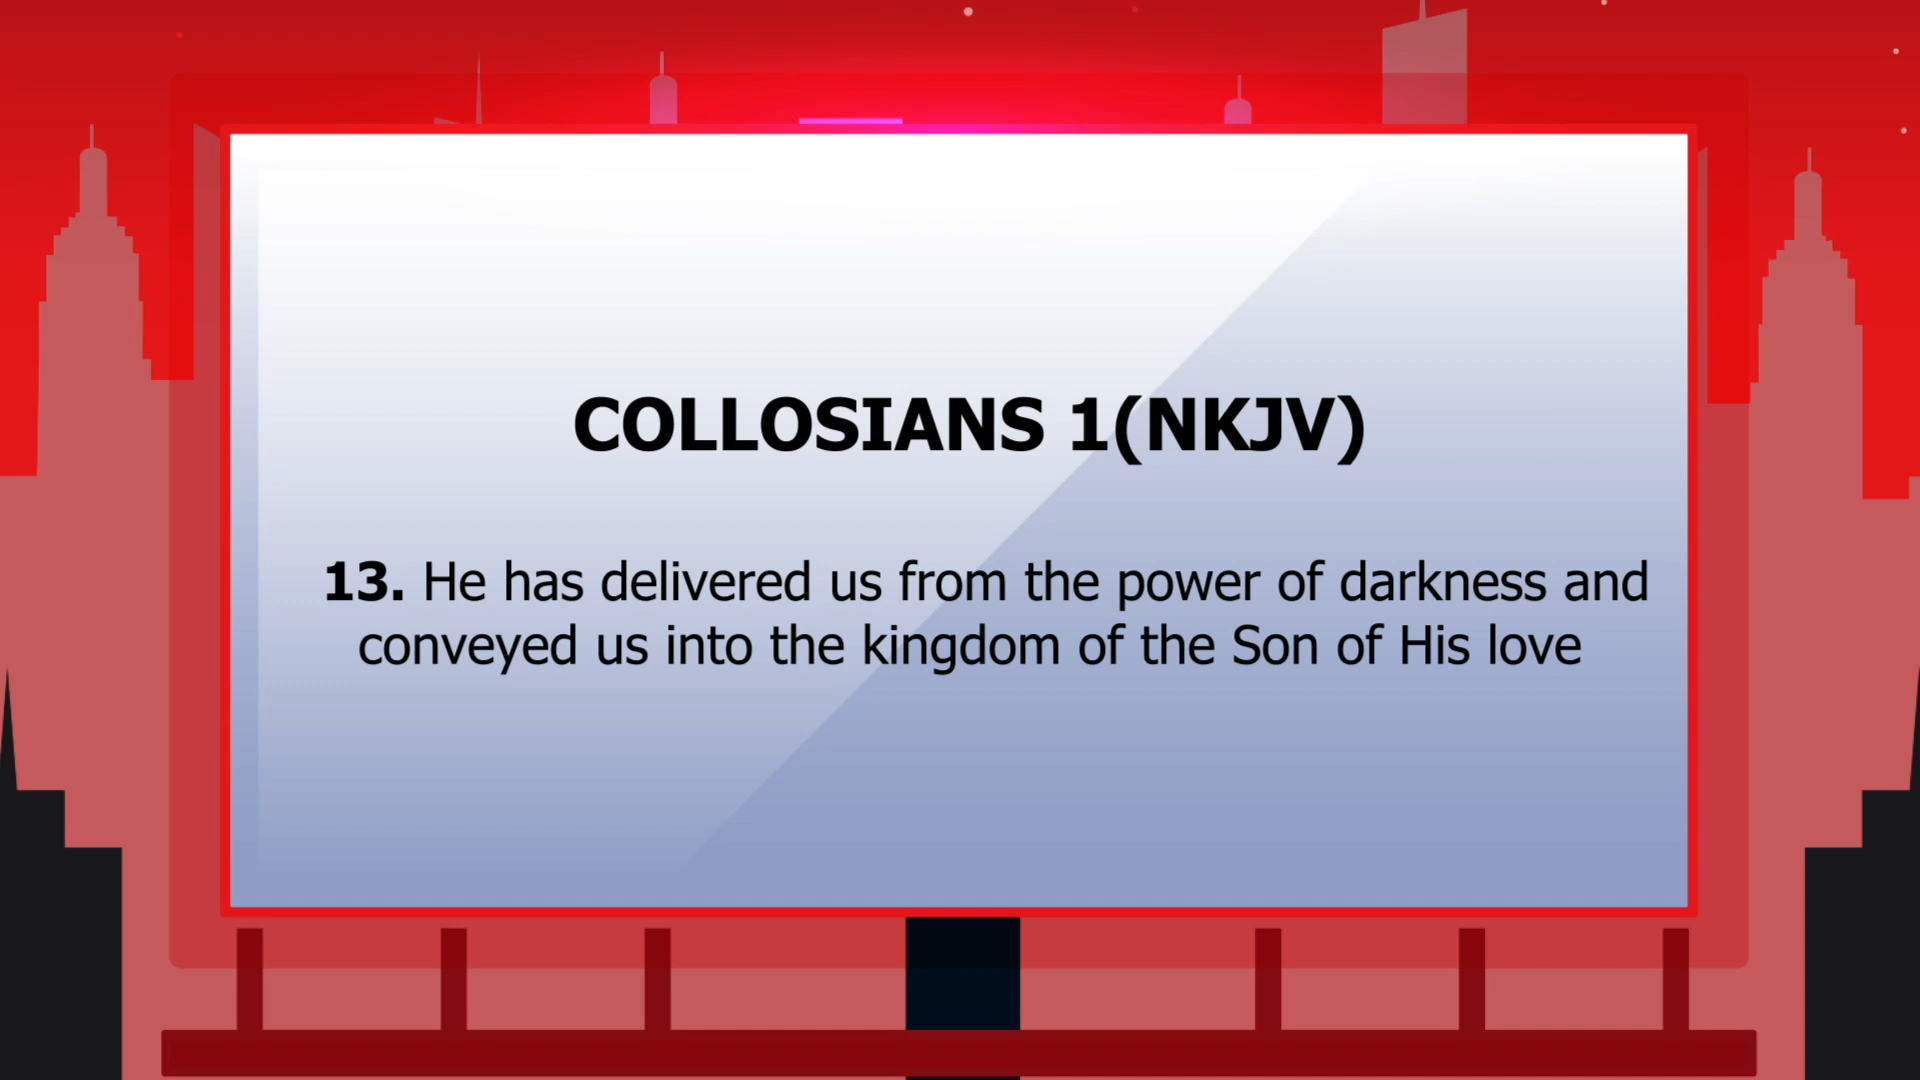 COLLOSIANS 1(NKJV)
13. He has delivered us from the power of darkness and
conveyed us into the kingdom of the Son of His love